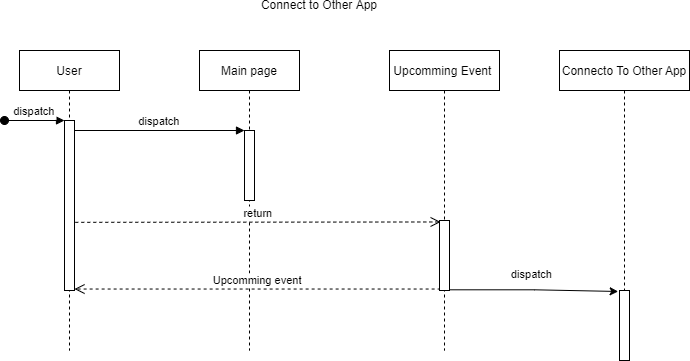 Connect to Other App
User
Main page
Upcomming Event
Connecto To Other App
dispatch
dispatch
return
Upcomming event
dispatch